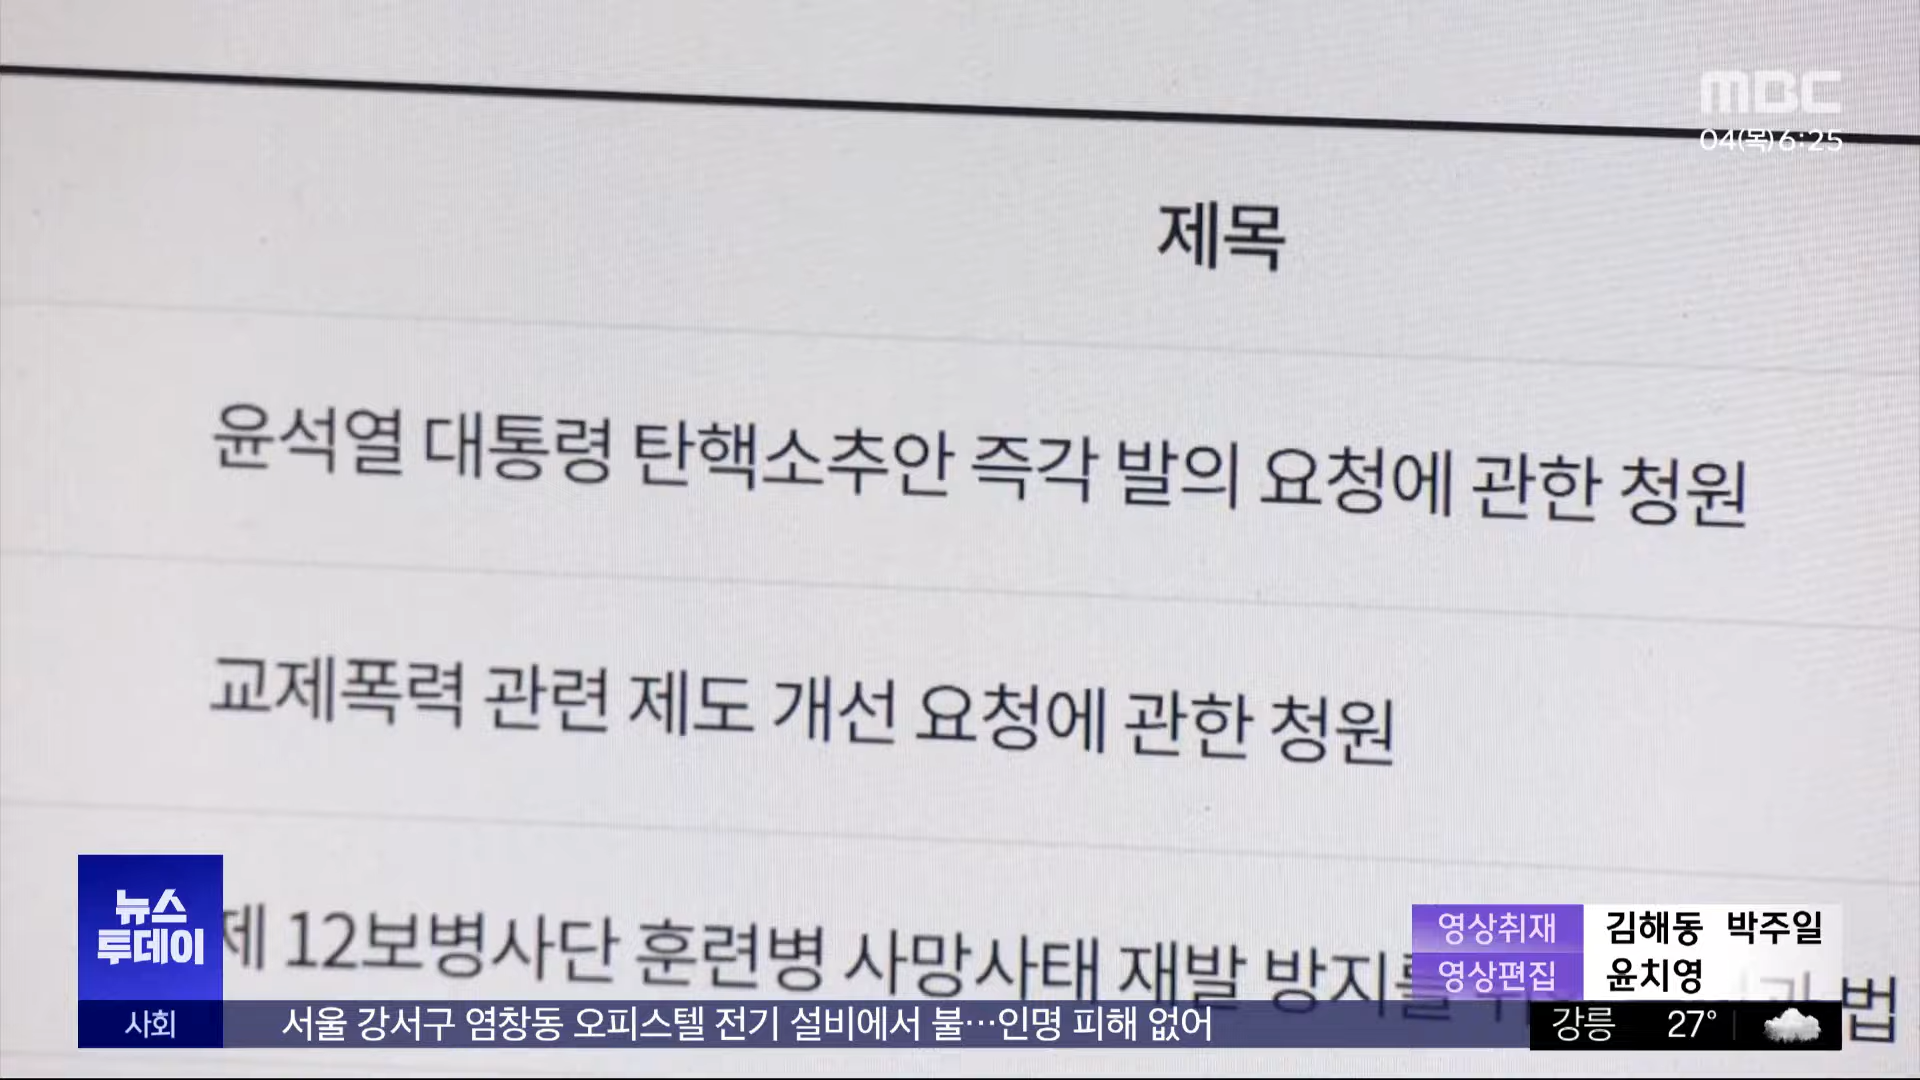 MBC
04(목)6:25
제목
윤석열 대통령 탄핵소추안 즉각 발의 요청에 관한 청원
교제폭력 관련 제도 개선 요청에 관한 청원
제 12보병사단 훈련병 사망사태 재발 방지를 법
뉴스
투데이
영상취재 김해동 박주일
영상편집 윤치영
사회 서울 강서구 염창동 오피스텔 전기 설비에서 불…인명 피해 없어
강릉 27°